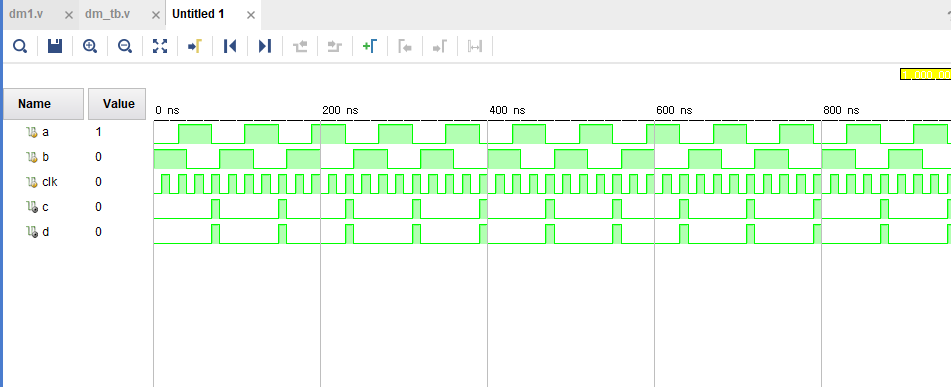 dm1.v dm_tb.v Untitled 1
Name Value
0 ns 200 ns 400 ns 600 ns 800 ns
a 1
b 0
clk 0
c 0
d 0